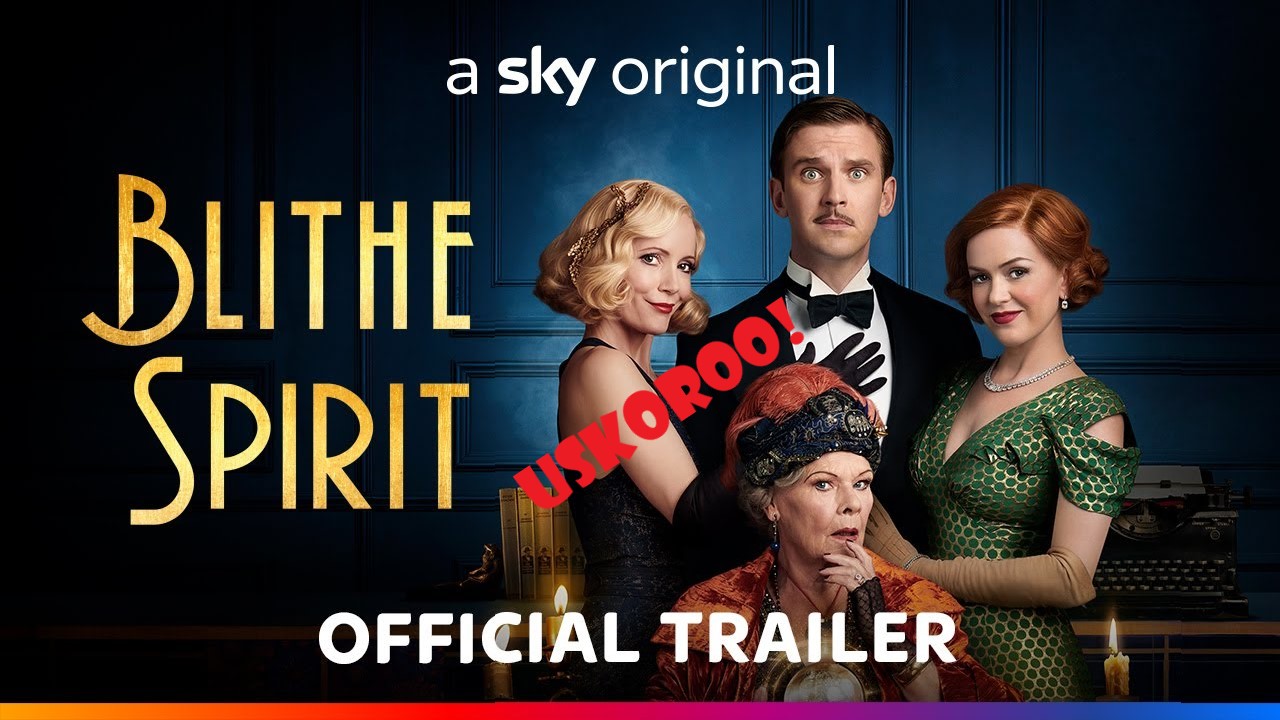 a sky original
BLITHE
SPIRIT
USKOROO!
OFFICIAL TRAILER